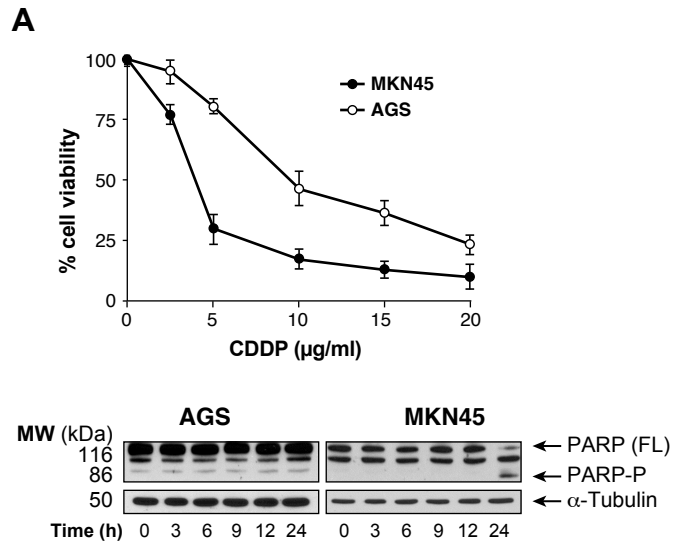 A
100
75
50
25
0
% cell viability
MKN45
AGS
0 5 10 15 20
CDDP (µg/ml)
AGS MKN45
MW (kDa)
116
86
50
PARP (FL)
PARP-P
α-Tubulin
Time (h) 0 3 6 9 12 24 0 3 6 9 12 24